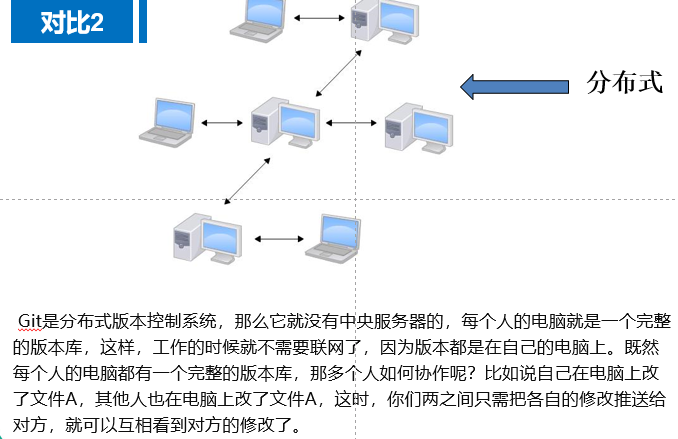 对比2
分布式
Git是分布式版本控制系统，那么它就没有中央服务器的，每个人的电脑就是一个完整
的版本库，这样，工作的时候就不需要联网了，因为版本都是在自己的电脑上。既然
每个人的电脑都有一个完整的版本库，那多个人如何协作呢？比如说自己在电脑上改
了文件A，其他人也在电脑上改了文件A，这时，你们两之间只需把各自的修改推送给
对方，就可以互相看到对方的修改了。